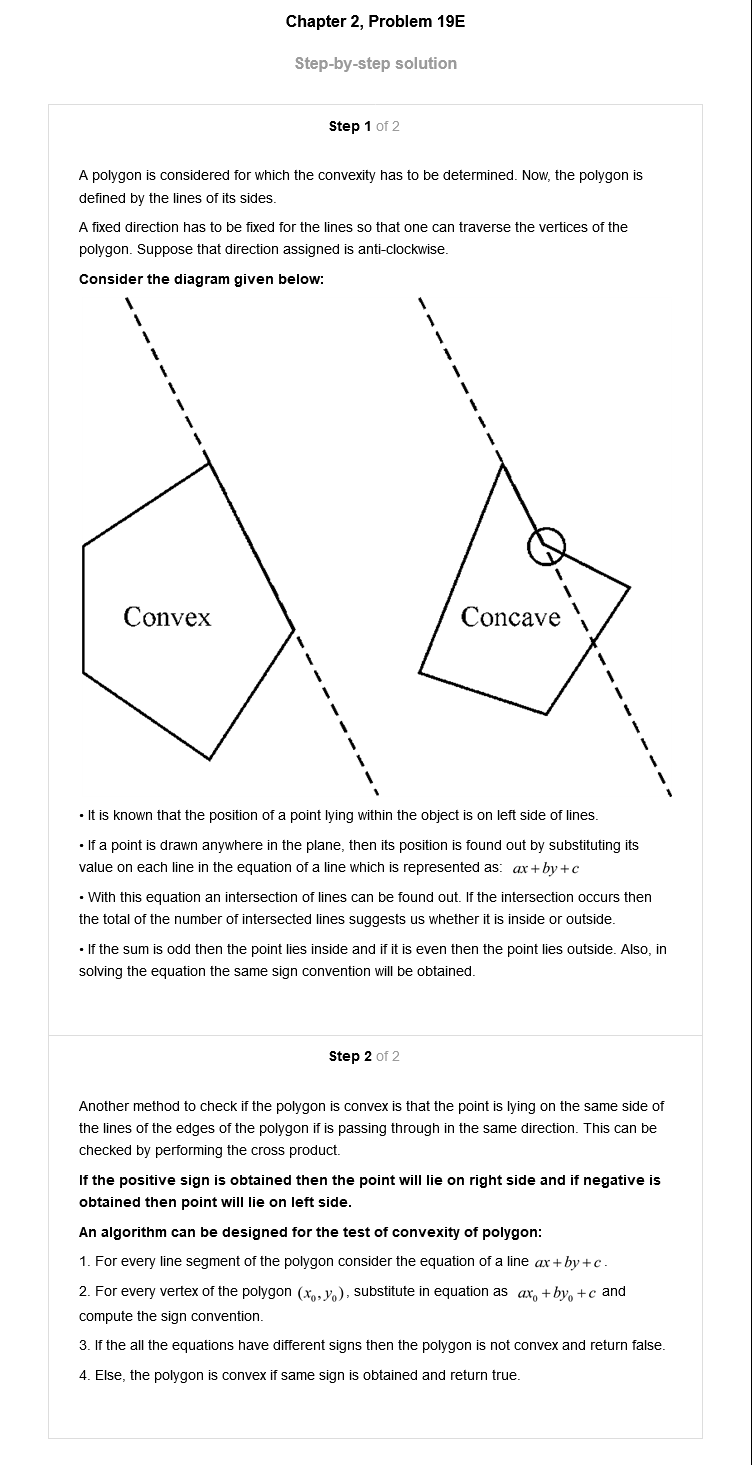 Chapter 2, Problem 19E
Step-by-step solution
Step 1 of 2
A polygon is considered for which the convexity has to be determined. Now, the polygon is
defined by the lines of its sides.
A fixed direction has to be fixed for the lines so that one can traverse the vertices of the
polygon. Suppose that direction assigned is anti-clockwise.
Consider the diagram given below:
Convex
Concave
• It is known that the position of a point lying within the object is on left side of lines.
• If a point is drawn anywhere in the plane, then its position is found out by substituting its
value on each line in the equation of a line which is represented as: ax+by+c
• With this equation an intersection of lines can be found out. If the intersection occurs then
the total of the number of intersected lines suggests us whether it is inside or outside.
• If the sum is odd then the point lies inside and if it is even then the point lies outside. Also, in
solving the equation the same sign convention will be obtained.
Step 2 of 2
Another method to check if the polygon is convex is that the point is lying on the same side of
the lines of the edges of the polygon if is passing through in the same direction. This can be
checked by performing the cross product.
If the positive sign is obtained then the point will lie on right side and if negative is
obtained then point will lie on left side.
An algorithm can be designed for the test of convexity of polygon:
1. For every line segment of the polygon consider the equation of a line ax+by+c.
2. For every vertex of the polygon (x₀, y₀), substitute in equation as ax₀+by₀+c and
compute the sign convention.
3. If the all the equations have different signs then the polygon is not convex and return false.
4. Else, the polygon is convex if same sign is obtained and return true.